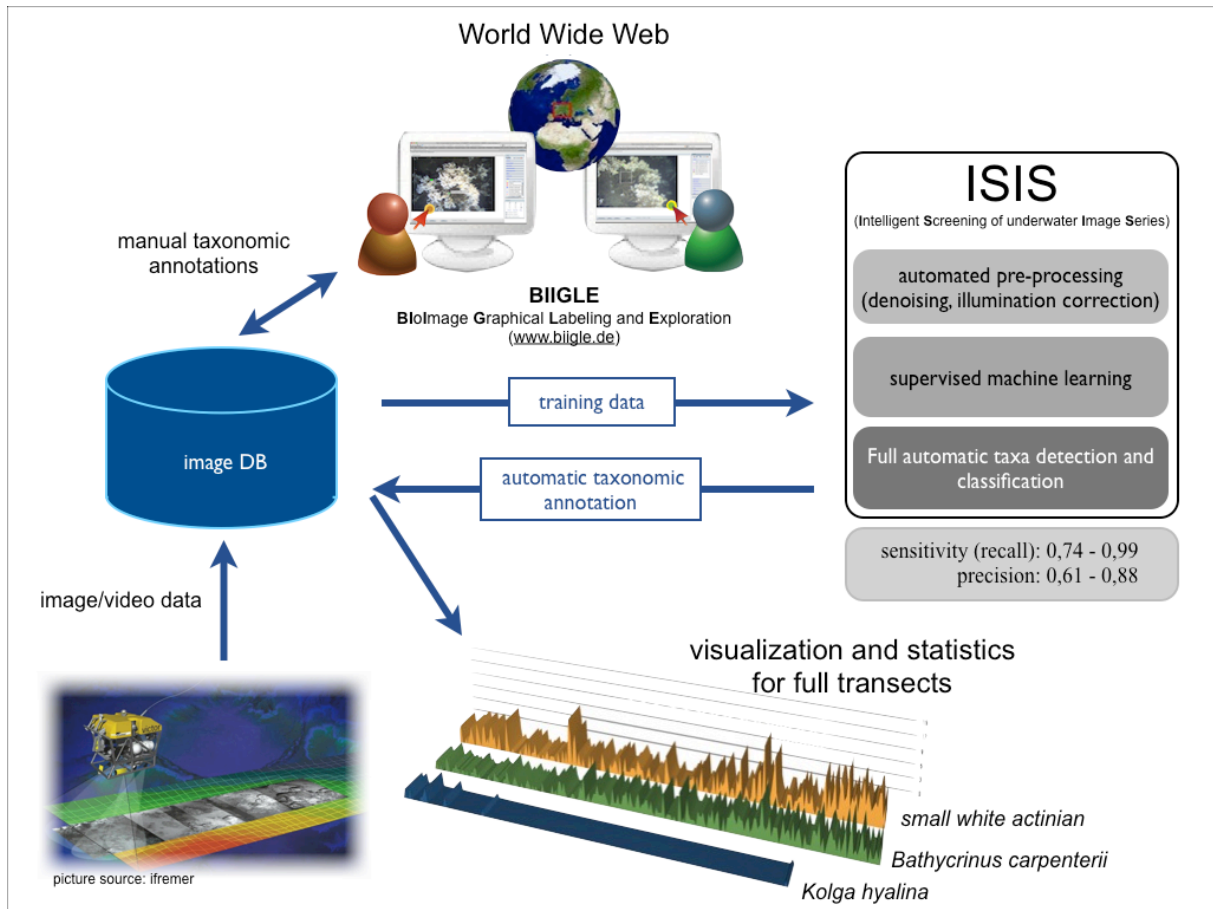 World Wide Web
manual taxonomic
annotations
BIIGLE
BIoImage Graphical Labeling and Exploration
(www.biigle.de)
ISIS
(Intelligent Screening of underwater Image Series)
automated pre-processing
(denoising, illumination correction)
supervised machine learning
Full automatic taxa detection and
classification
sensitivity (recall): 0,74 - 0,99
precision: 0,61 - 0,88
image DB
training data
automatic taxonomic
annotation
image/video data
picture source: ifremer
visualization and statistics
for full transects
small white actinian
Bathycrinus carpenterii
Kolga hyalina